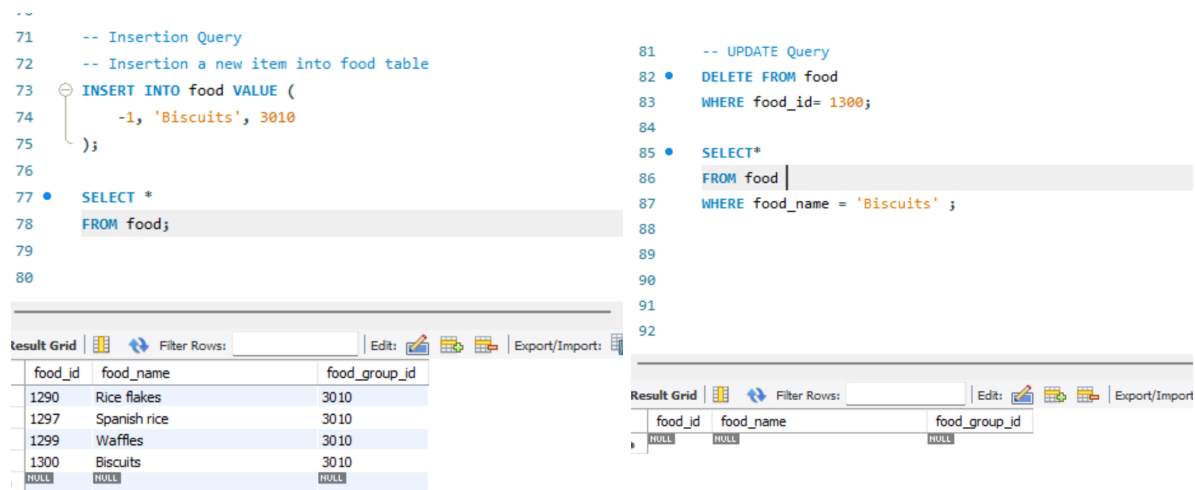 71 -- Insertion Query
72 -- Insertion a new item into food table
73 INSERT INTO food VALUE (
74 -1, 'Biscuits', 3010
75 );
76
77 SELECT *
78 FROM food;
79
80
Result Grid Filter Rows: Edit: Export/Import:
food_id food_name food_group_id
1290 Rice flakes 3010
1297 Spanish rice 3010
1299 Waffles 3010
1300 Biscuits 3010
NULL NULL NULL
81 -- UPDATE Query
82 DELETE FROM food
83 WHERE food_id= 1300;
84
85 SELECT*
86 FROM food
87 WHERE food_name = 'Biscuits' ;
88
89
90
91
92
Result Grid Filter Rows: Edit: Export/Import
food_id food_name food_group_id
NULL NULL NULL